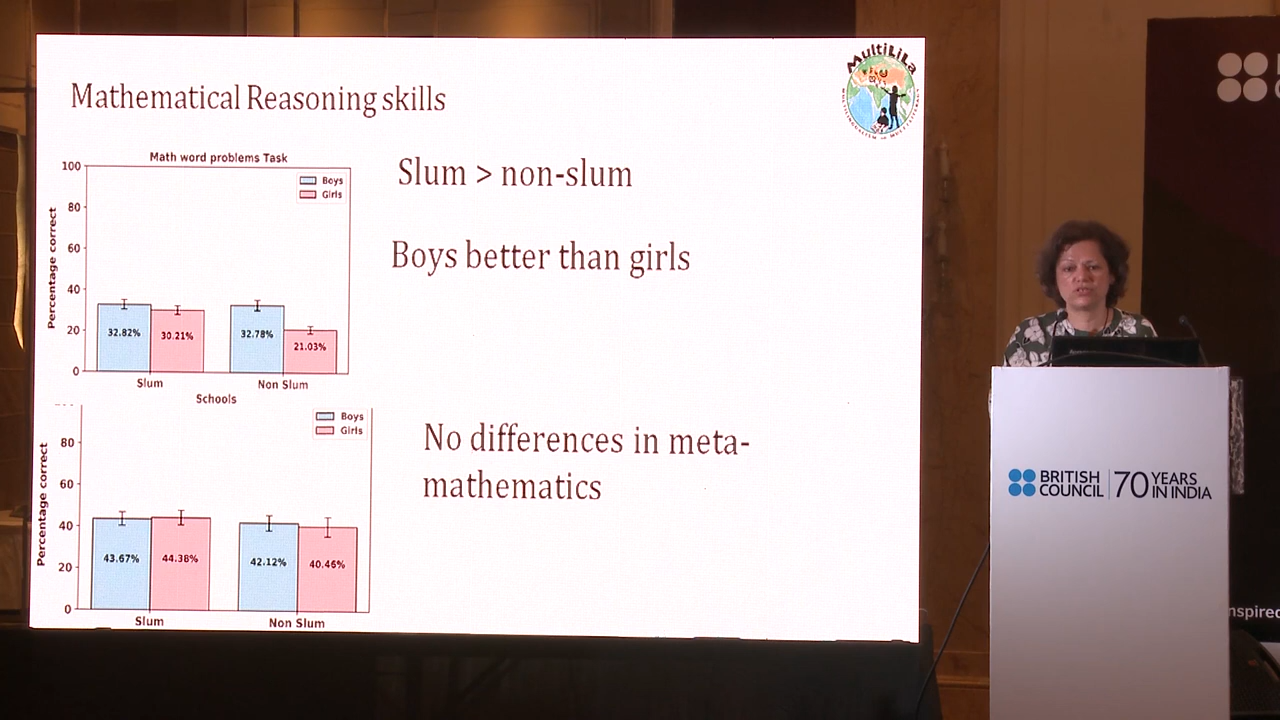 Mathematical Reasoning skills
MultiLiLa
Math word problems Task
Boys
Girls
Percentage correct
100
80
60
40
20
0
32.82%
30.21%
32.78%
21.03%
Slum
Non Slum
Schools
Slum > non-slum
Boys better than girls
Boys
Girls
Percentage correct
80
60
40
20
0
43.67%
44.38%
42.12%
40.46%
Slum
Non Slum
No differences in meta-
mathematics
BRITISH
COUNCIL
70 YEARS
IN INDIA
nspired